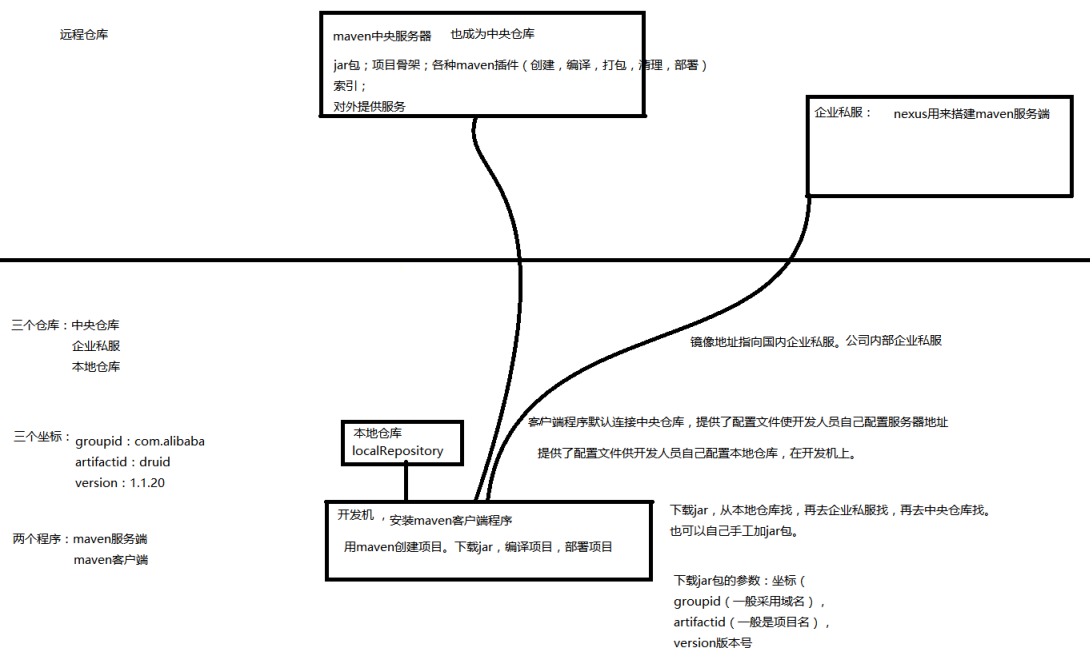 远程仓库
maven中央服务器 也成为中央仓库
jar包；项目骨架；各种maven插件（创建，编译，打包，清理，部署）
索引；
对外提供服务
企业私服： nexus用来搭建maven服务端
三个仓库：中央仓库
企业私服
本地仓库
镜像地址指向国内企业私服。公司内部企业私服
三个坐标：groupid：com.alibaba
artifactid：druid
version：1.1.20
本地仓库
localRepository
客户端程序默认连接中央仓库，提供了配置文件使开发人员自己配置服务器地址
提供了配置文件供开发人员自己配置本地仓库，在开发机上。
两个程序：maven服务端
maven客户端
开发机 ，安装maven客户端程序
用maven创建项目。下载jar，编译项目，部署项目
下载jar，从本地仓库找，再去企业私服找，再去中央仓库找。
也可以自己手工加jar包。
下载jar包的参数：坐标（
groupid（一般采用域名），
artifactid（一般是项目名），
version版本号